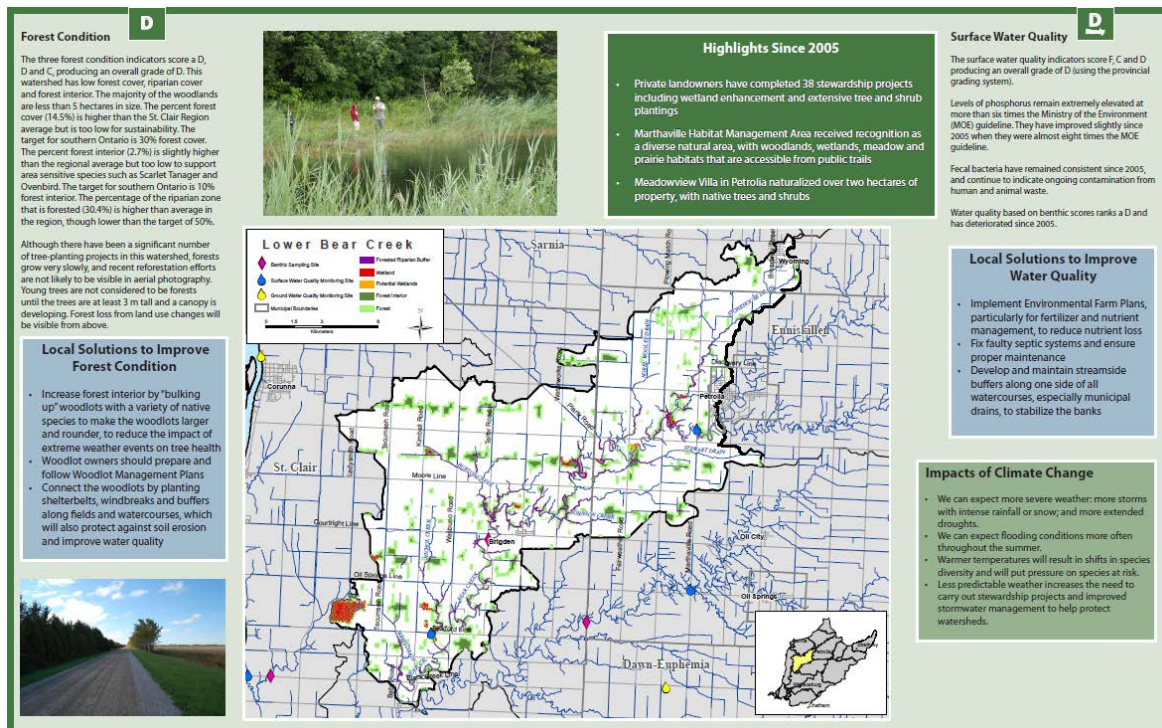 D
Forest Condition
The three forest condition indicators score a D,
D and C, producing an overall grade of D. This
watershed has low forest cover, riparian cover
and forest interior. The majority of the woodlands
are less than 5 hectares in size. The percent forest
cover (14.5%) is higher than the St. Clair Region
average but is too low for sustainability. The
target for southern Ontario is 30% forest cover.
The percent forest interior (2.7%) is slightly higher
than the regional average but too low to support
area sensitive species such as Scarlet Tanager and
Ovenbird. The target for southern Ontario is 10%
forest interior. The percentage of the riparian zone
that is forested (30.4%) is higher than average in
the region, though lower than the target of 50%.
Although there have been a significant number
of tree-planting projects in this watershed, forests
grow very slowly, and recent reforestation efforts
are not likely to be visible in aerial photography.
Young trees are not considered to be forests
until the trees are at least 3 m tall and a canopy is
developing. Forest loss from land use changes will
be visible from above.
Local Solutions to Improve
Forest Condition
• Increase forest interior by "bulking
up" woodlots with a variety of native
species to make the woodlots larger
and rounder, to reduce the impact of
extreme weather events on tree health
• Woodlot owners should prepare and
follow Woodlot Management Plans
• Connect the woodlots by planting
shelterbelts, windbreaks and buffers
along fields and watercourses, which
will also protect against soil erosion
and improve water quality
Highlights Since 2005
• Private landowners have completed 38 stewardship projects
including wetland enhancement and extensive tree and shrub
plantings
• Marthaville Habitat Management Area received recognition as
a diverse natural area, with woodlands, wetlands, meadow and
prairie habitats that are accessible from public trails
• Meadowview Villa in Petrolia naturalized over two hectares of
property, with native trees and shrubs
Lower Bear Creek
Benthic Sampling Site
Surface Water Quality Monitoring Site
Ground Water Quality Monitoring Site
Municipal Boundaries
Forested Riparian Buffer
Wetland
Potential Wetlands
Forest Interior
Forest
Kilometers
Sarnia
Wyoming
Enniskillen
Discovery Line
Petrolia
Corunna
St. Clair
Plank Road
STEWART DRAIN
Moore Line
Courtright Line
Brigden
Oil City
Oil Springs Line
Oil Springs
Dawn-Euphemia
Chatham
D
Surface Water Quality
The surface water quality indicators score F, C and D
producing an overall grade of D (using the provincial
grading system).
Levels of phosphorus remain extremely elevated at
more than six times the Ministry of the Environment
(MOE) guideline. They have improved slightly since
2005 when they were almost eight times the MOE
guideline.
Fecal bacteria have remained consistent since 2005,
and continue to indicate ongoing contamination from
human and animal waste.
Water quality based on benthic scores ranks a D and
has deteriorated since 2005.
Local Solutions to Improve
Water Quality
• Implement Environmental Farm Plans,
particularly for fertilizer and nutrient
management, to reduce nutrient loss
• Fix faulty septic systems and ensure
proper maintenance
• Develop and maintain streamside
buffers along one side of all
watercourses, especially municipal
drains, to stabilize the banks
Impacts of Climate Change
• We can expect more severe weather: more storms
with intense rainfall or snow; and more extended
droughts.
• We can expect flooding conditions more often
throughout the summer.
• Warmer temperatures will result in shifts in species
diversity and will put pressure on species at risk.
• Less predictable weather increases the need to
carry out stewardship projects and improved
stormwater management to help protect
watersheds.